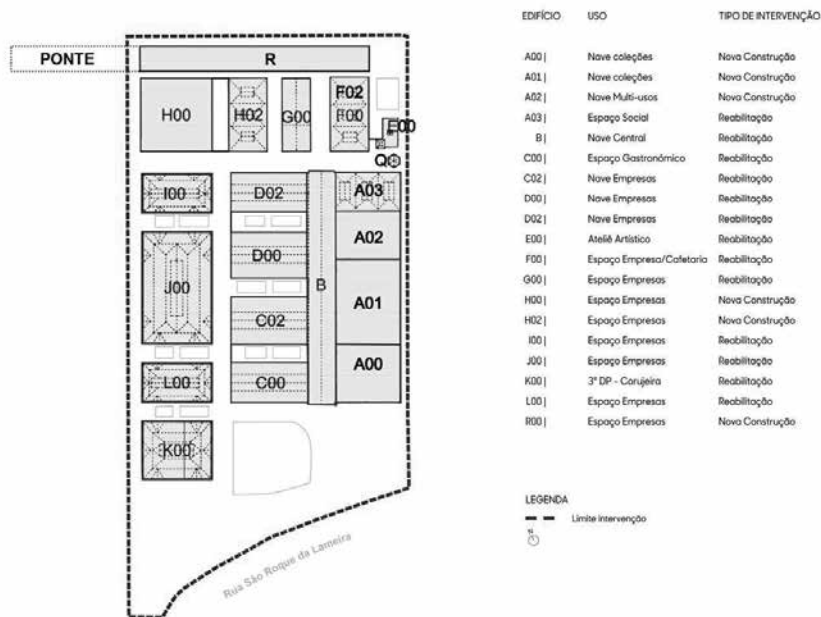 PONTE
R
H00
H02
G00
F02
F00
E00
Q0
I00
D02
A03
A02
J00
D00
B
A01
C02
A00
L00
C00
K00
Rua São Roque da Lameira
EDIFÍCIO USO TIPO DE INTERVENÇÃO
A00 | Nave coleções Nova Construção
A01 | Nave coleções Nova Construção
A02 | Nave Multi-usos Nova Construção
A03 | Espaço Social Reabilitação
B | Nave Central Reabilitação
C00 | Espaço Gastronómico Reabilitação
C02 | Nave Empresas Reabilitação
D00 | Nave Empresas Reabilitação
D02 | Nave Empresas Reabilitação
E00 | Ateliê Artístico Reabilitação
F00 | Espaço Empresa/Cafetaria Reabilitação
G00 | Espaço Empresas Reabilitação
H00 | Espaço Empresas Nova Construção
H02 | Espaço Empresas Nova Construção
I00 | Espaço Empresas Reabilitação
J00 | Espaço Empresas Reabilitação
K00 | 3ª DP - Corujeira Reabilitação
L00 | Espaço Empresas Reabilitação
R00 | Espaço Empresas Nova Construção
LEGENDA
Limite intervenção